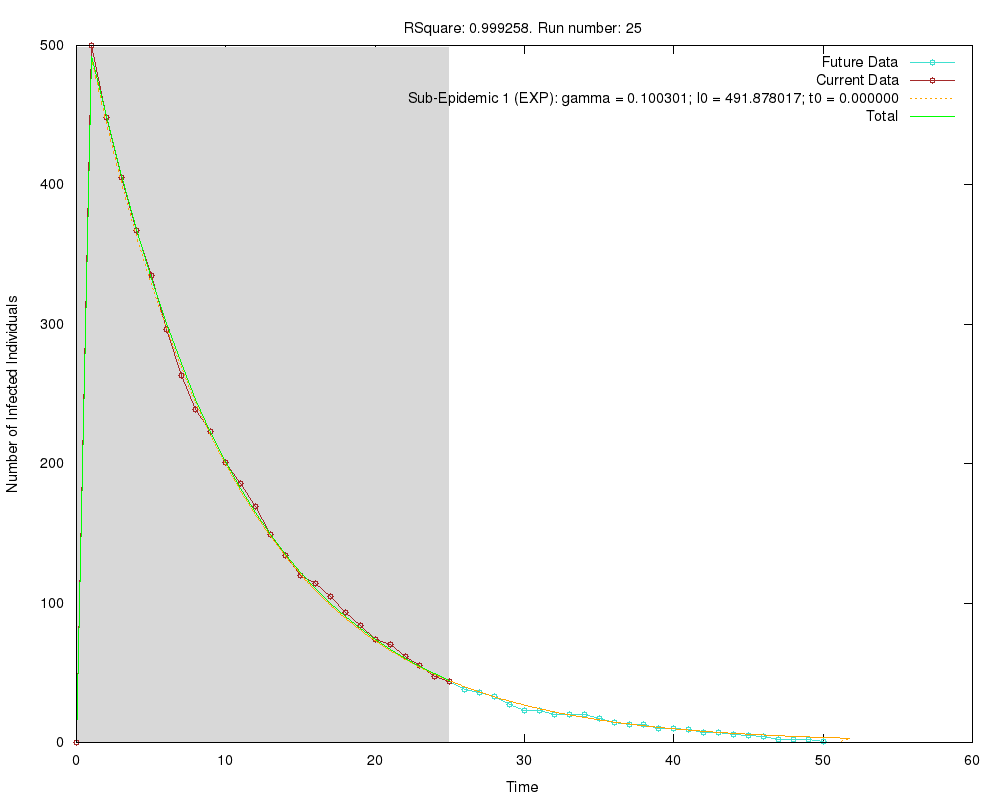 RSquare: 0.999258. Run number: 25
Future Data
Current Data
Sub-Epidemic 1 (EXP): gamma = 0.100301; I0 = 491.878017; t0 = 0.000000
Total
500
400
300
200
100
0
Number of Infected Individuals
0 10 20 30 40 50 60
Time